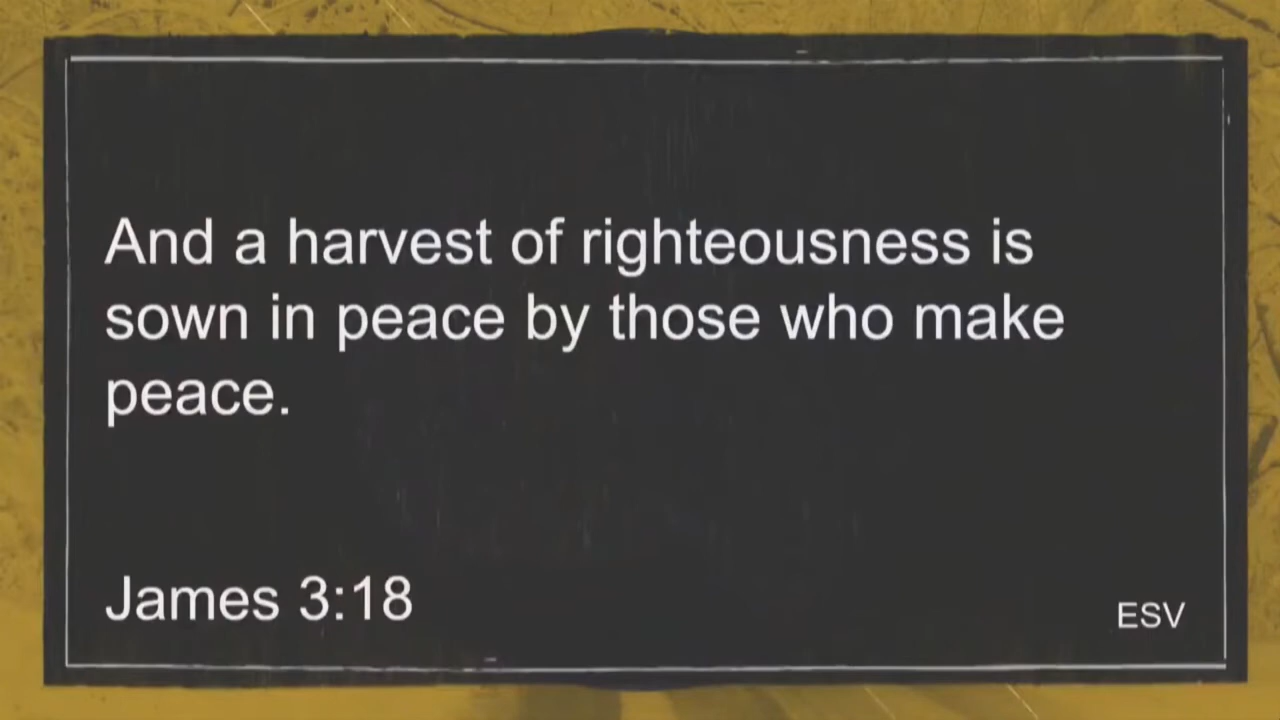 And a harvest of righteousness is
sown in peace by those who make
peace.
James 3:18
ESV